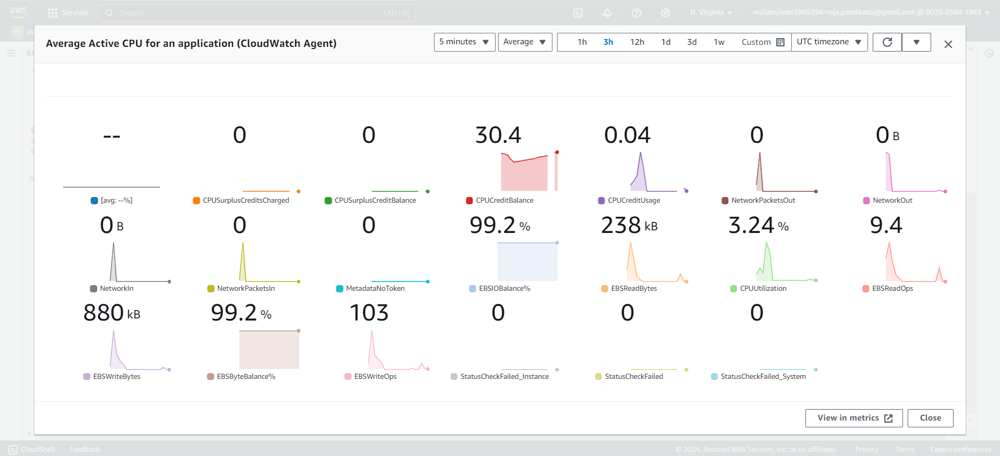 aws
Services
Search
[Alt+S]
N. Virginia
voclabs/user2865254=teja.pendikatla@gmail.com @ 0026-0584-1963
Average Active CPU for an application (CloudWatch Agent)
5 minutes
Average
1h
3h
12h
1d
3d
1w
Custom
UTC timezone
--
0
0
30.4
0.04
0
0 B
[avg: --%]
CPUSurplusCreditsCharged
CPUSurplusCreditBalance
CPUCreditBalance
CPUCreditUsage
NetworkPacketsOut
NetworkOut
0 B
0
0
99.2 %
238 kB
3.24 %
9.4
NetworkIn
NetworkPacketsIn
MetadataNoToken
EBSIOBalance%
EBSReadBytes
CPUUtilization
EBSReadOps
880 kB
99.2 %
103
0
0
0
EBSWriteBytes
EBSByteBalance%
EBSWriteOps
StatusCheckFailed_Instance
StatusCheckFailed
StatusCheckFailed_System
View in metrics
Close
CloudShell
Feedback
© 2024, Amazon Web Services, Inc. or its affiliates.
Privacy
Terms
Cookie preferences